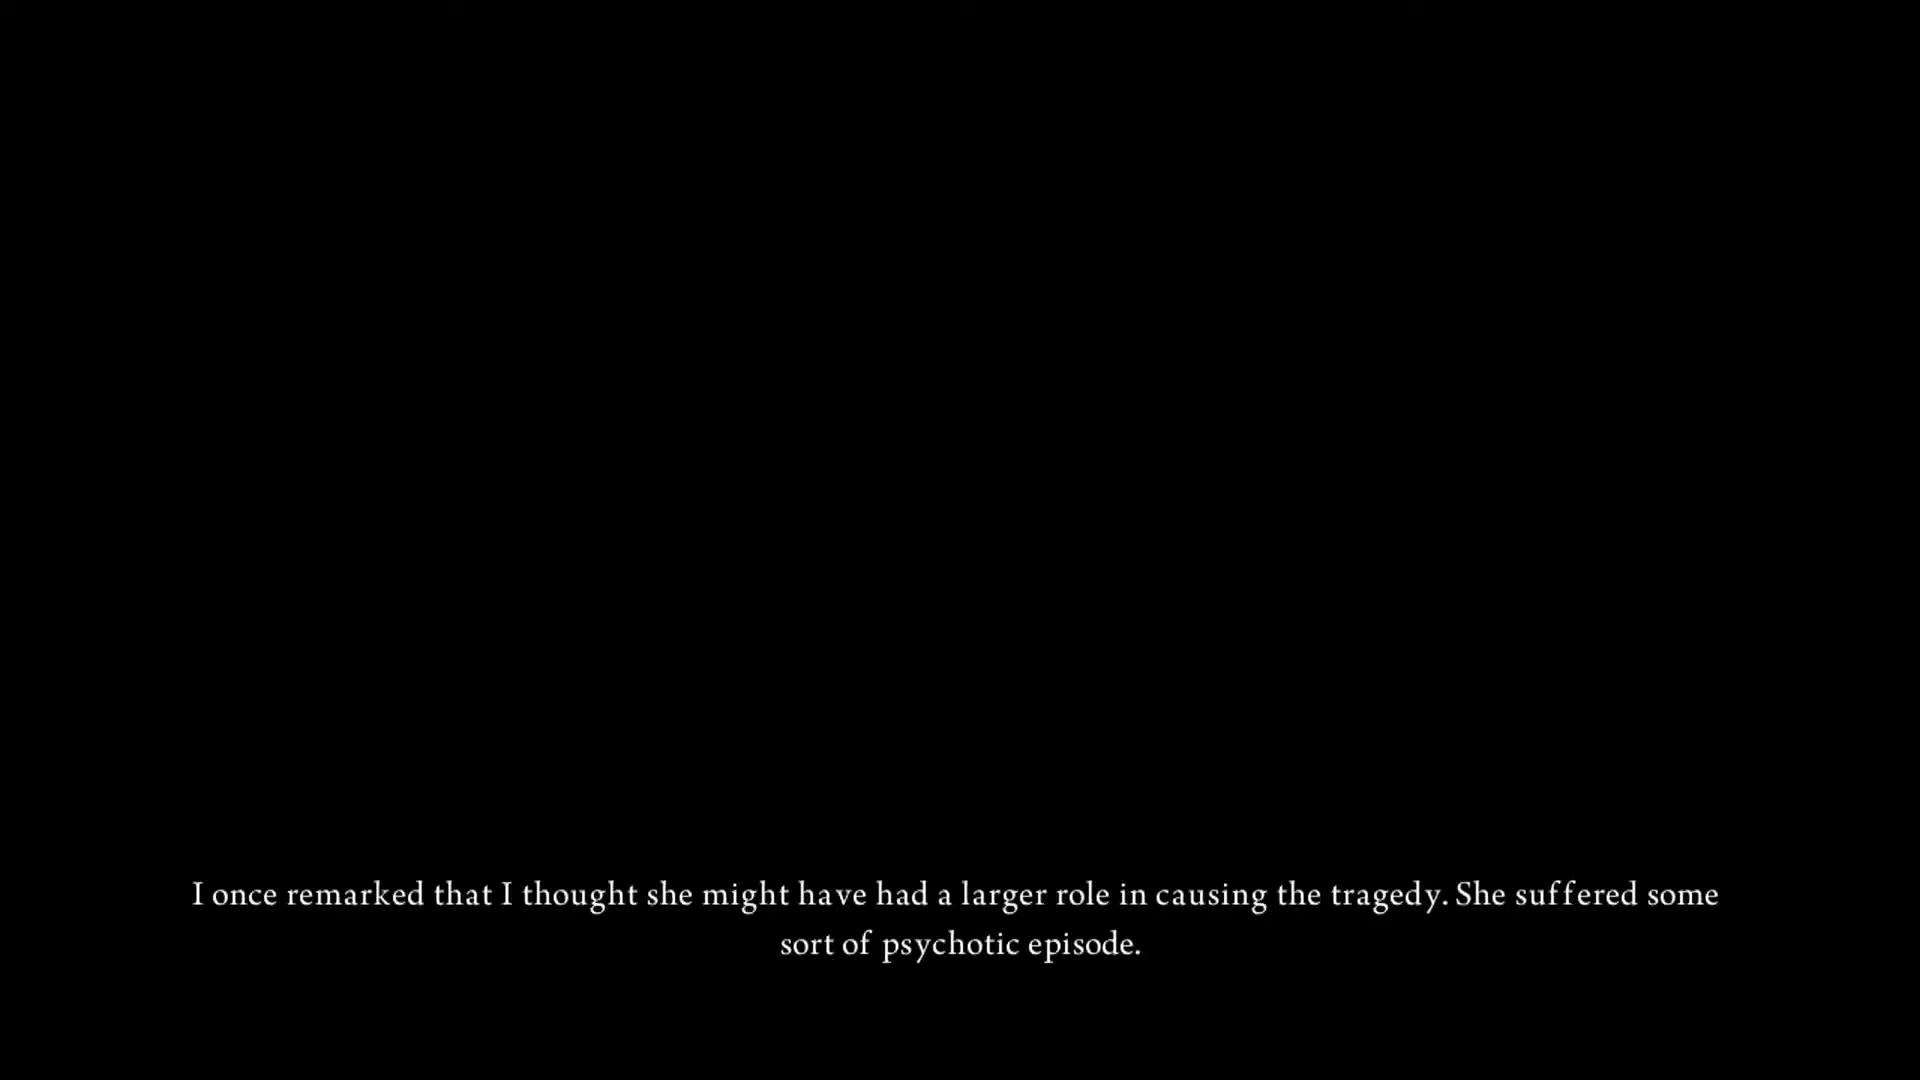 I once remarked that I thought she might have had a larger role in causing the tragedy. She suffered some
sort of psychotic episode.